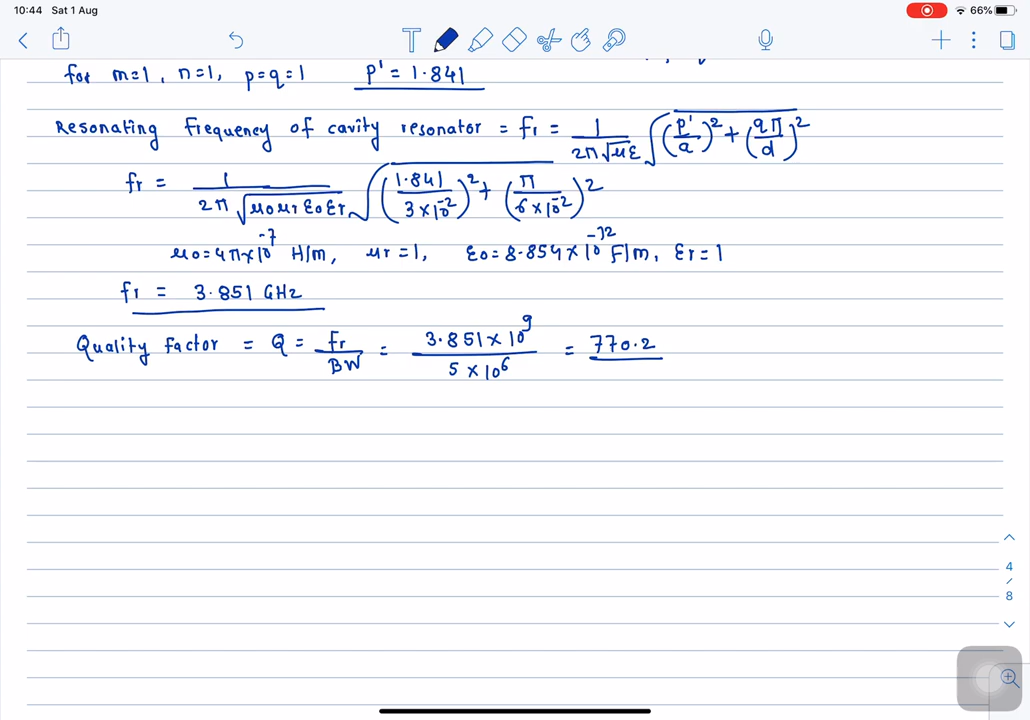 10:44 Sat 1 Aug 66%
for m=1, n=1, p=q=1 p' = 1.841
Resonating frequency of cavity resonator = fr = 1/(2π√με) √((p'/a)² + (qπ/d)²)
fr = 1/(2π√μ0μrε0εr) √((1.841/(3×10⁻²))² + (π/(6×10⁻²))²)
μ0=4π×10⁻⁷ H/m, μr=1, ε0=8.854×10⁻¹² F/m, εr=1
fr = 3.851 GHz
Quality factor = Q = fr/BW = (3.851×10⁹)/(5×10⁶) = 770.2
T
4
/
8